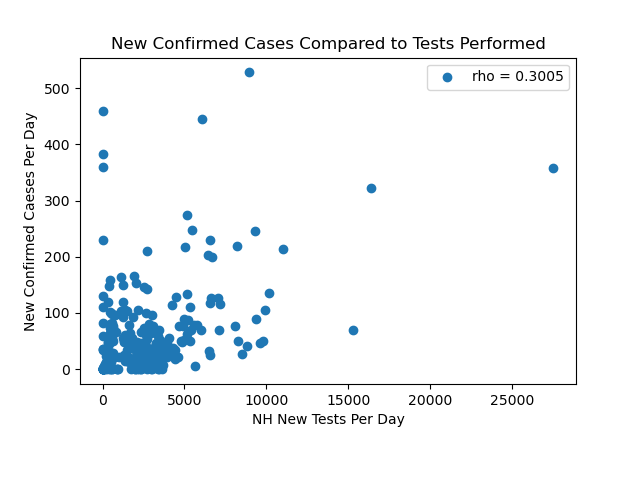 New Confirmed Cases Compared to Tests Performed
rho = 0.3005
500
400
300
200
100
0
New Confirmed Caeses Per Day
0 5000 10000 15000 20000 25000
NH New Tests Per Day